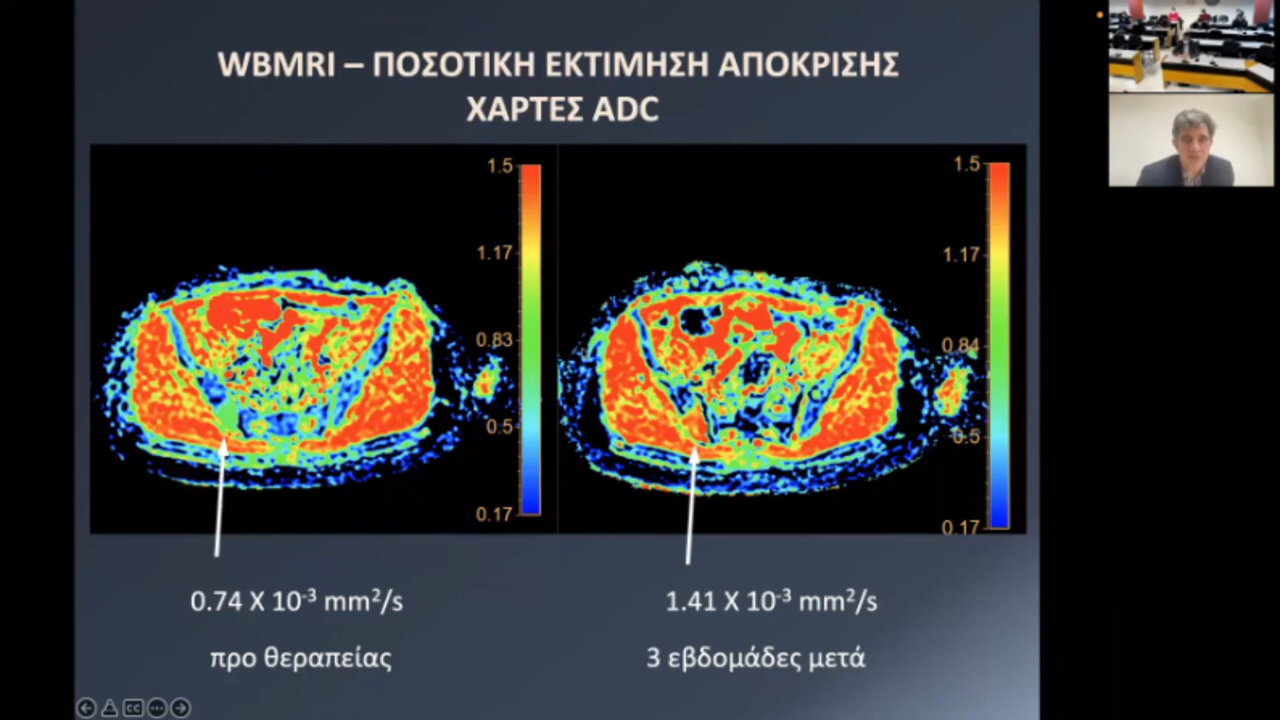 WBMRI – ΠΟΣΟΤΙΚΗ ΕΚΤΙΜΗΣΗ ΑΠΟΚΡΙΣΗΣ
ΧΑΡΤΕΣ ADC
1.5
1.17
0.83
0.5
0.17
1.5
1.17
0.84
0.5
0.17
0.74 X 10-3 mm2/s
προ θεραπείας
1.41 X 10-3 mm2/s
3 εβδομάδες μετά
CC